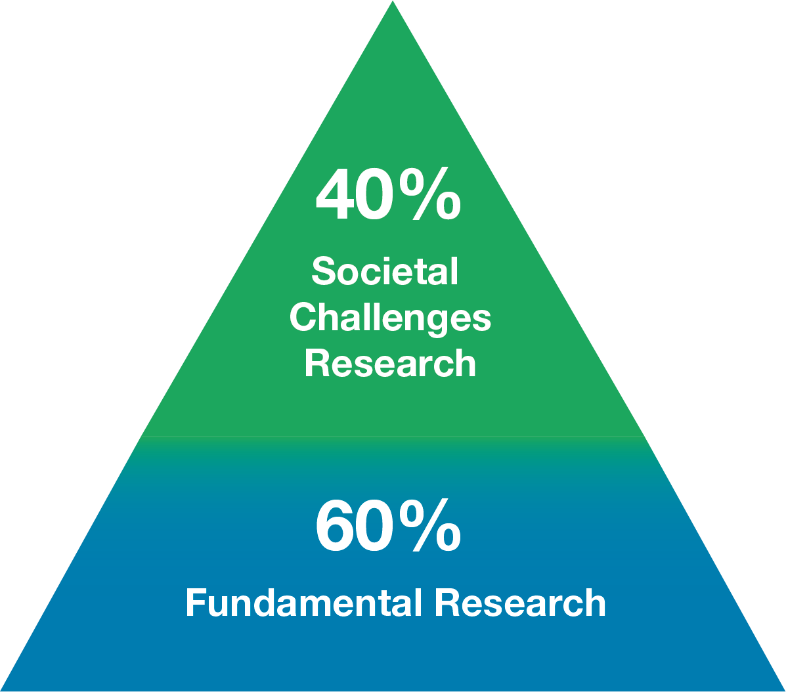 40%
Societal
Challenges
Research
60%
Fundamental Research